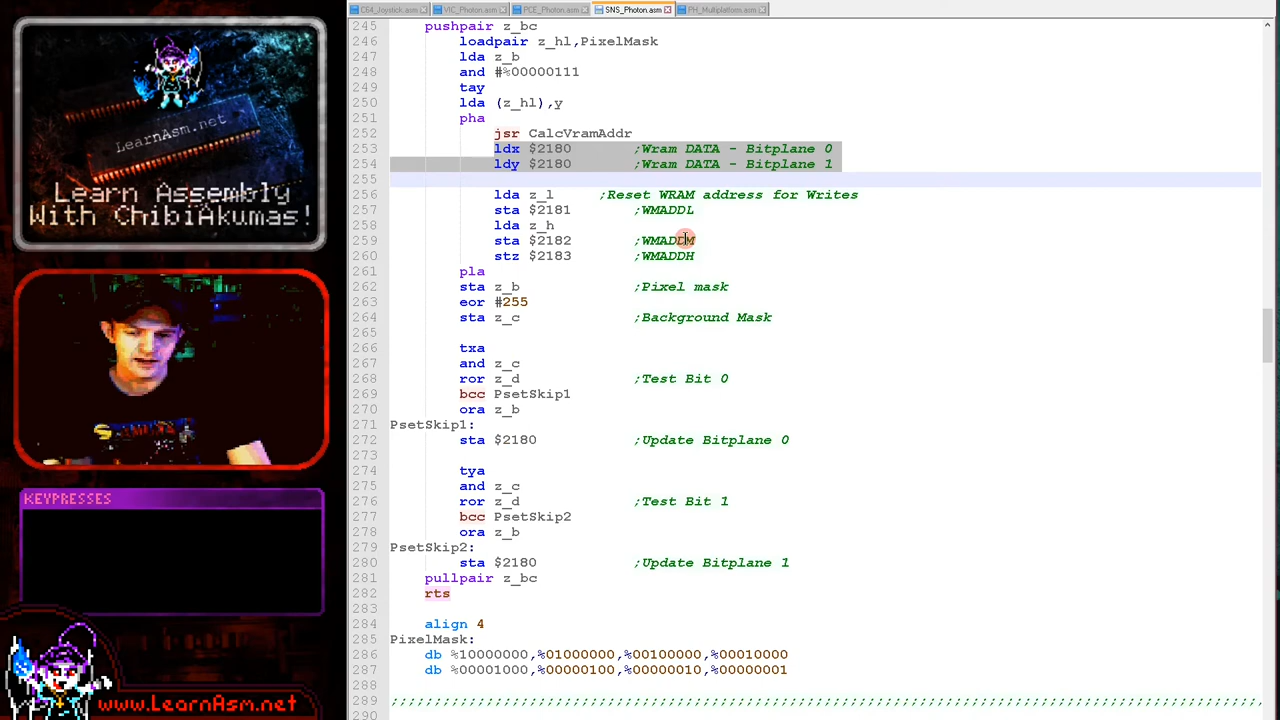 C64_Joystick.asm
VIC_Photon.asm
PCE_Photon.asm
SNS_Photon.asm
PH_Multiplatform.asm
LearnAsm.net
Learn Assembly
With ChibiAkumas!
KEYPRESSES
www.LearnAsm.net
245 pushpair z_bc
246 loadpair z_hl,PixelMask
247 lda z_b
248 and #%00000111
249 tay
250 lda (z_hl),y
251 pha
252 jsr CalcVramAddr
253 ldx $2180 ;Wram DATA - Bitplane 0
254 ldy $2180 ;Wram DATA - Bitplane 1
255
256 lda z_l ;Reset WRAM address for Writes
257 sta $2181 ;WMADDL
258 lda z_h
259 sta $2182 ;WMADDM
260 stz $2183 ;WMADDH
261 pla
262 sta z_b ;Pixel mask
263 eor #255
264 sta z_c ;Background Mask
265
266 txa
267 and z_c
268 ror z_d ;Test Bit 0
269 bcc PsetSkip1
270 ora z_b
271 PsetSkip1:
272 sta $2180 ;Update Bitplane 0
273
274 tya
275 and z_c
276 ror z_d ;Test Bit 1
277 bcc PsetSkip2
278 ora z_b
279 PsetSkip2:
280 sta $2180 ;Update Bitplane 1
281 pullpair z_bc
282 rts
283
284 align 4
285 PixelMask:
286 db %10000000,%01000000,%00100000,%00010000
287 db %00001000,%00000100,%00000010,%00000001
288
289 ;;;;;;;;;;;;;;;;;;;;;;;;;;;;;;;;;;;;;;;;;;;;;;;;;;;;;;;;;;;;;;;;;;;;;;;;;;;;;;;;;;;;;;;;;;;;;;;;;;;;
290